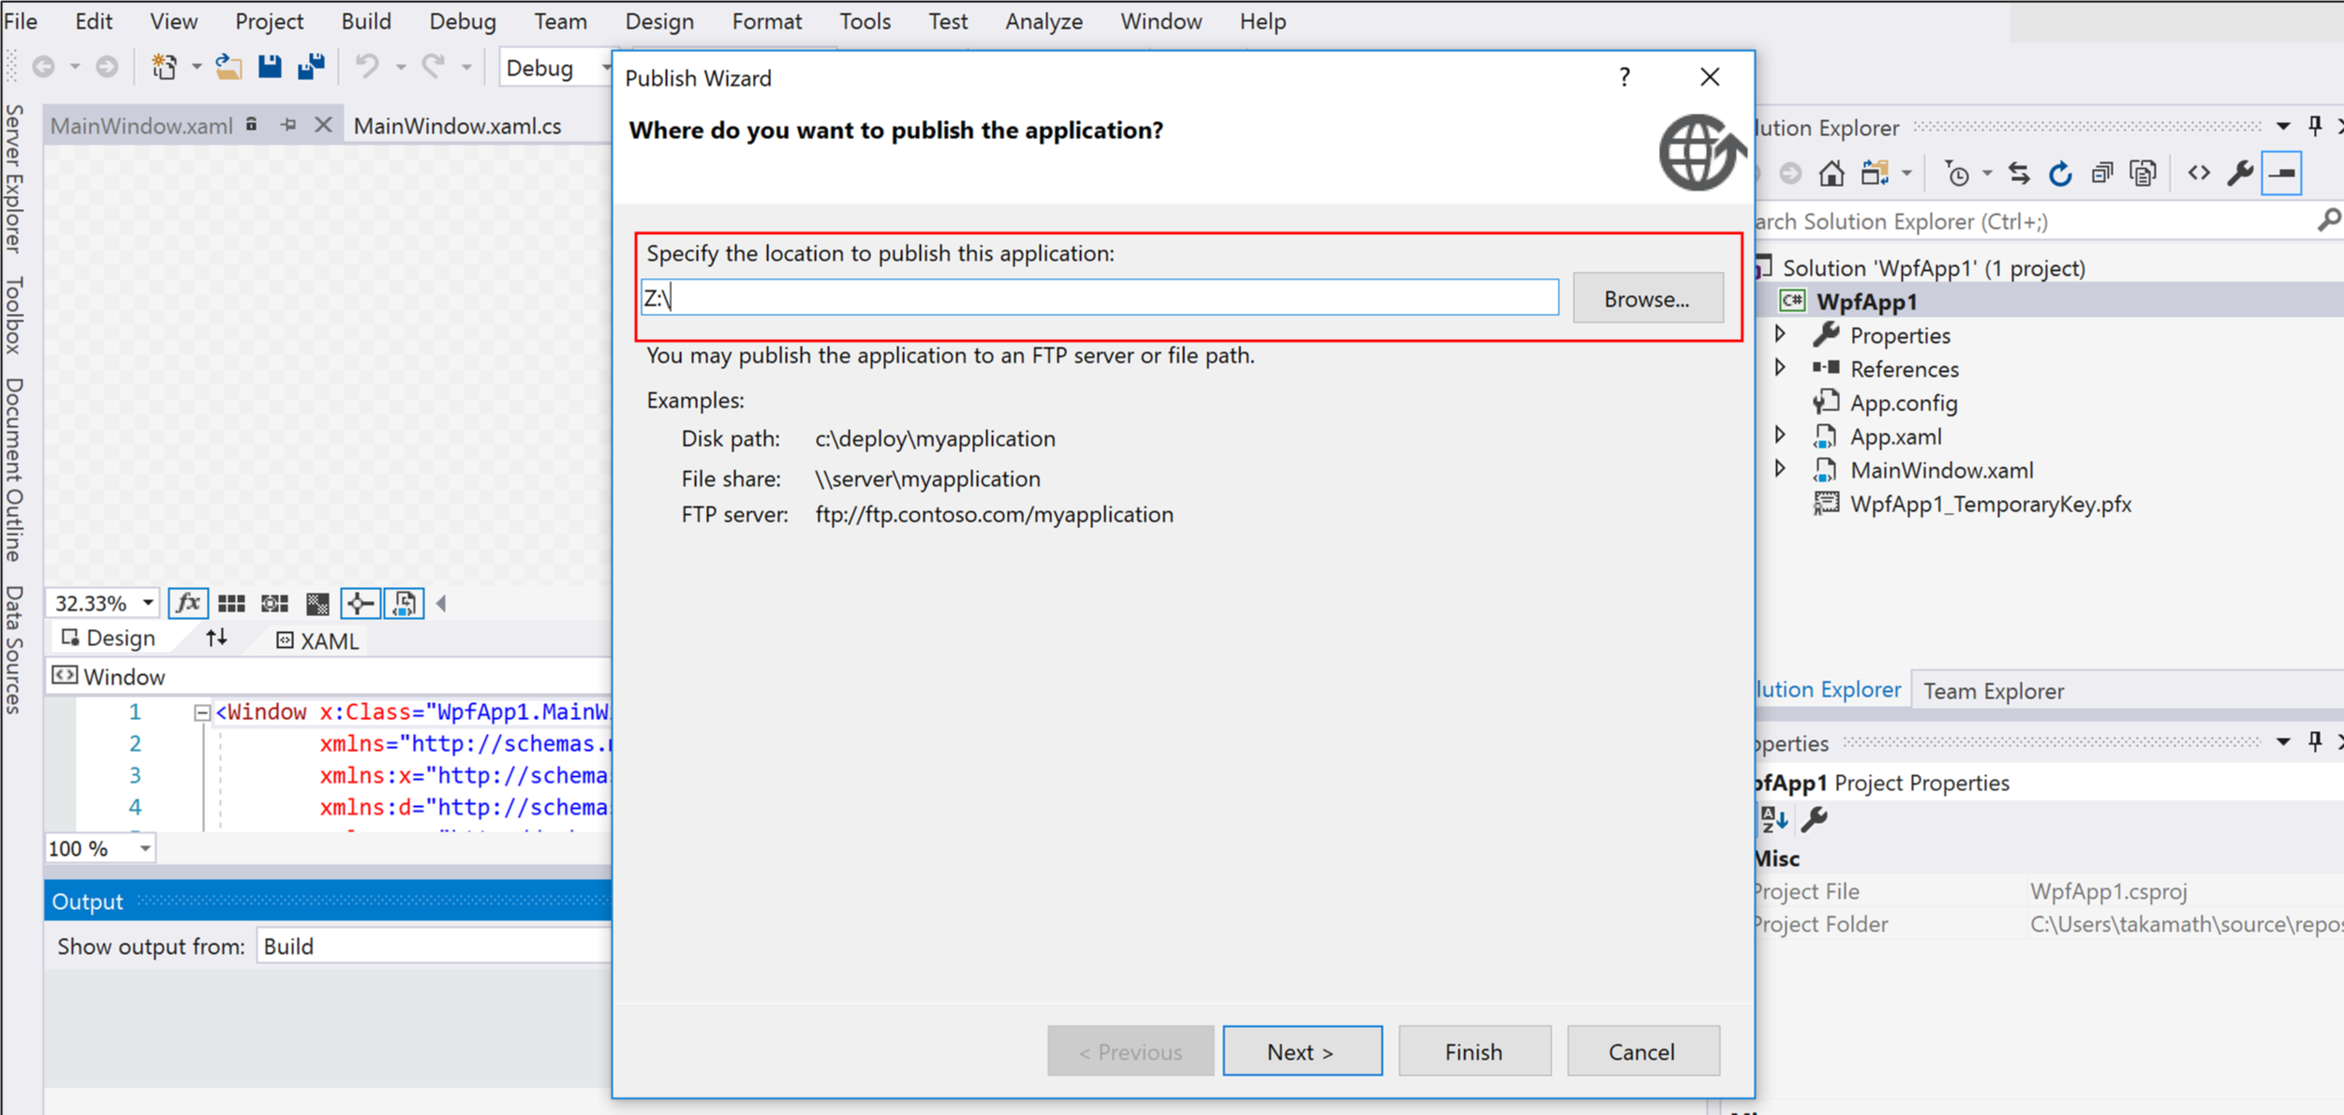 File Edit View Project Build Debug Team Design Format Tools Test Analyze Window Help
Debug
MainWindow.xaml MainWindow.xaml.cs
Server Explorer
Toolbox
Document Outline
Data Sources
32.33%
Design XAML
Window
1 <Window x:Class="WpfApp1.MainW
2 xmlns="http://schemas.
3 xmlns:x="http://schema
4 xmlns:d="http://schema
100 %
Output
Show output from: Build
Publish Wizard ?
Where do you want to publish the application?
Specify the location to publish this application:
Z:\ Browse...
You may publish the application to an FTP server or file path.
Examples:
Disk path: c:\deploy\myapplication
File share: \\server\myapplication
FTP server: ftp://ftp.contoso.com/myapplication
< Previous Next > Finish Cancel
lution Explorer
arch Solution Explorer (Ctrl+;)
Solution 'WpfApp1' (1 project)
C# WpfApp1
Properties
References
App.config
App.xaml
MainWindow.xaml
WpfApp1_TemporaryKey.pfx
lution Explorer Team Explorer
operties
pfApp1 Project Properties
Misc
Project File WpfApp1.csproj
Project Folder C:\Users\takamath\source\repos